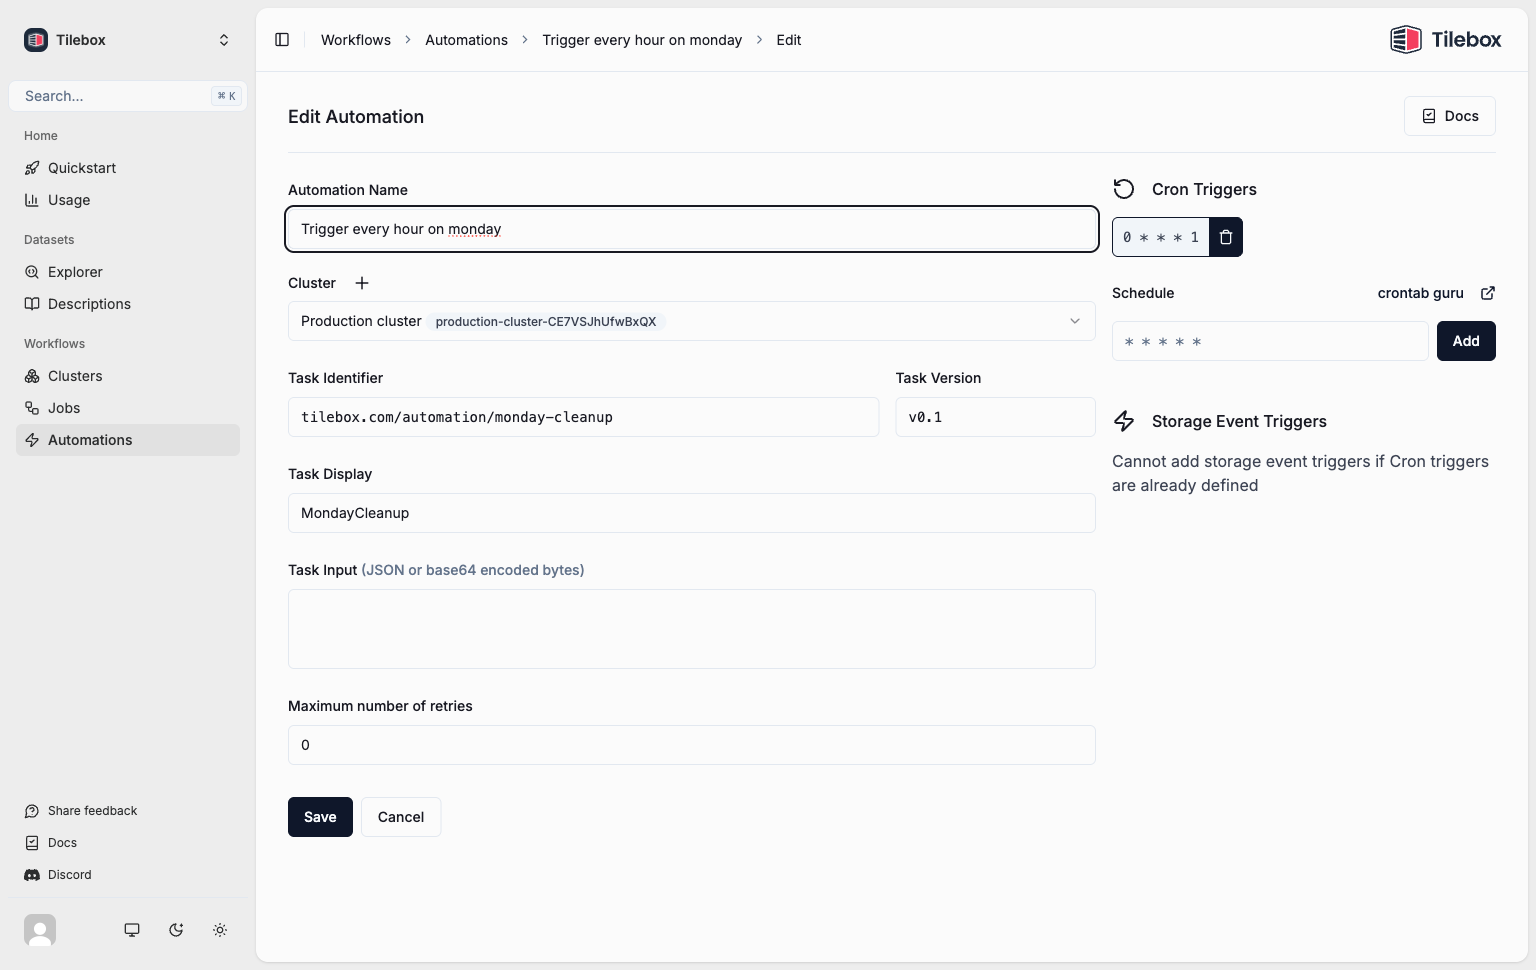 Tilebox
Search...
⌘ K
Home
Quickstart
Usage
Datasets
Explorer
Descriptions
Workflows
Clusters
Jobs
Automations
Share feedback
Docs
Discord
Workflows > Automations > Trigger every hour on monday > Edit
Tilebox
Edit Automation
Docs
Automation Name
Trigger every hour on monday
Cluster
Production cluster production-cluster-CE7VSJhUfwBxQX
Task Identifier
tilebox.com/automation/monday-cleanup
Task Version
v0.1
Task Display
MondayCleanup
Task Input (JSON or base64 encoded bytes)
Maximum number of retries
0
Save
Cancel
Cron Triggers
0 * * * 1
Schedule
crontab guru
* * * * *
Add
Storage Event Triggers
Cannot add storage event triggers if Cron triggers
are already defined